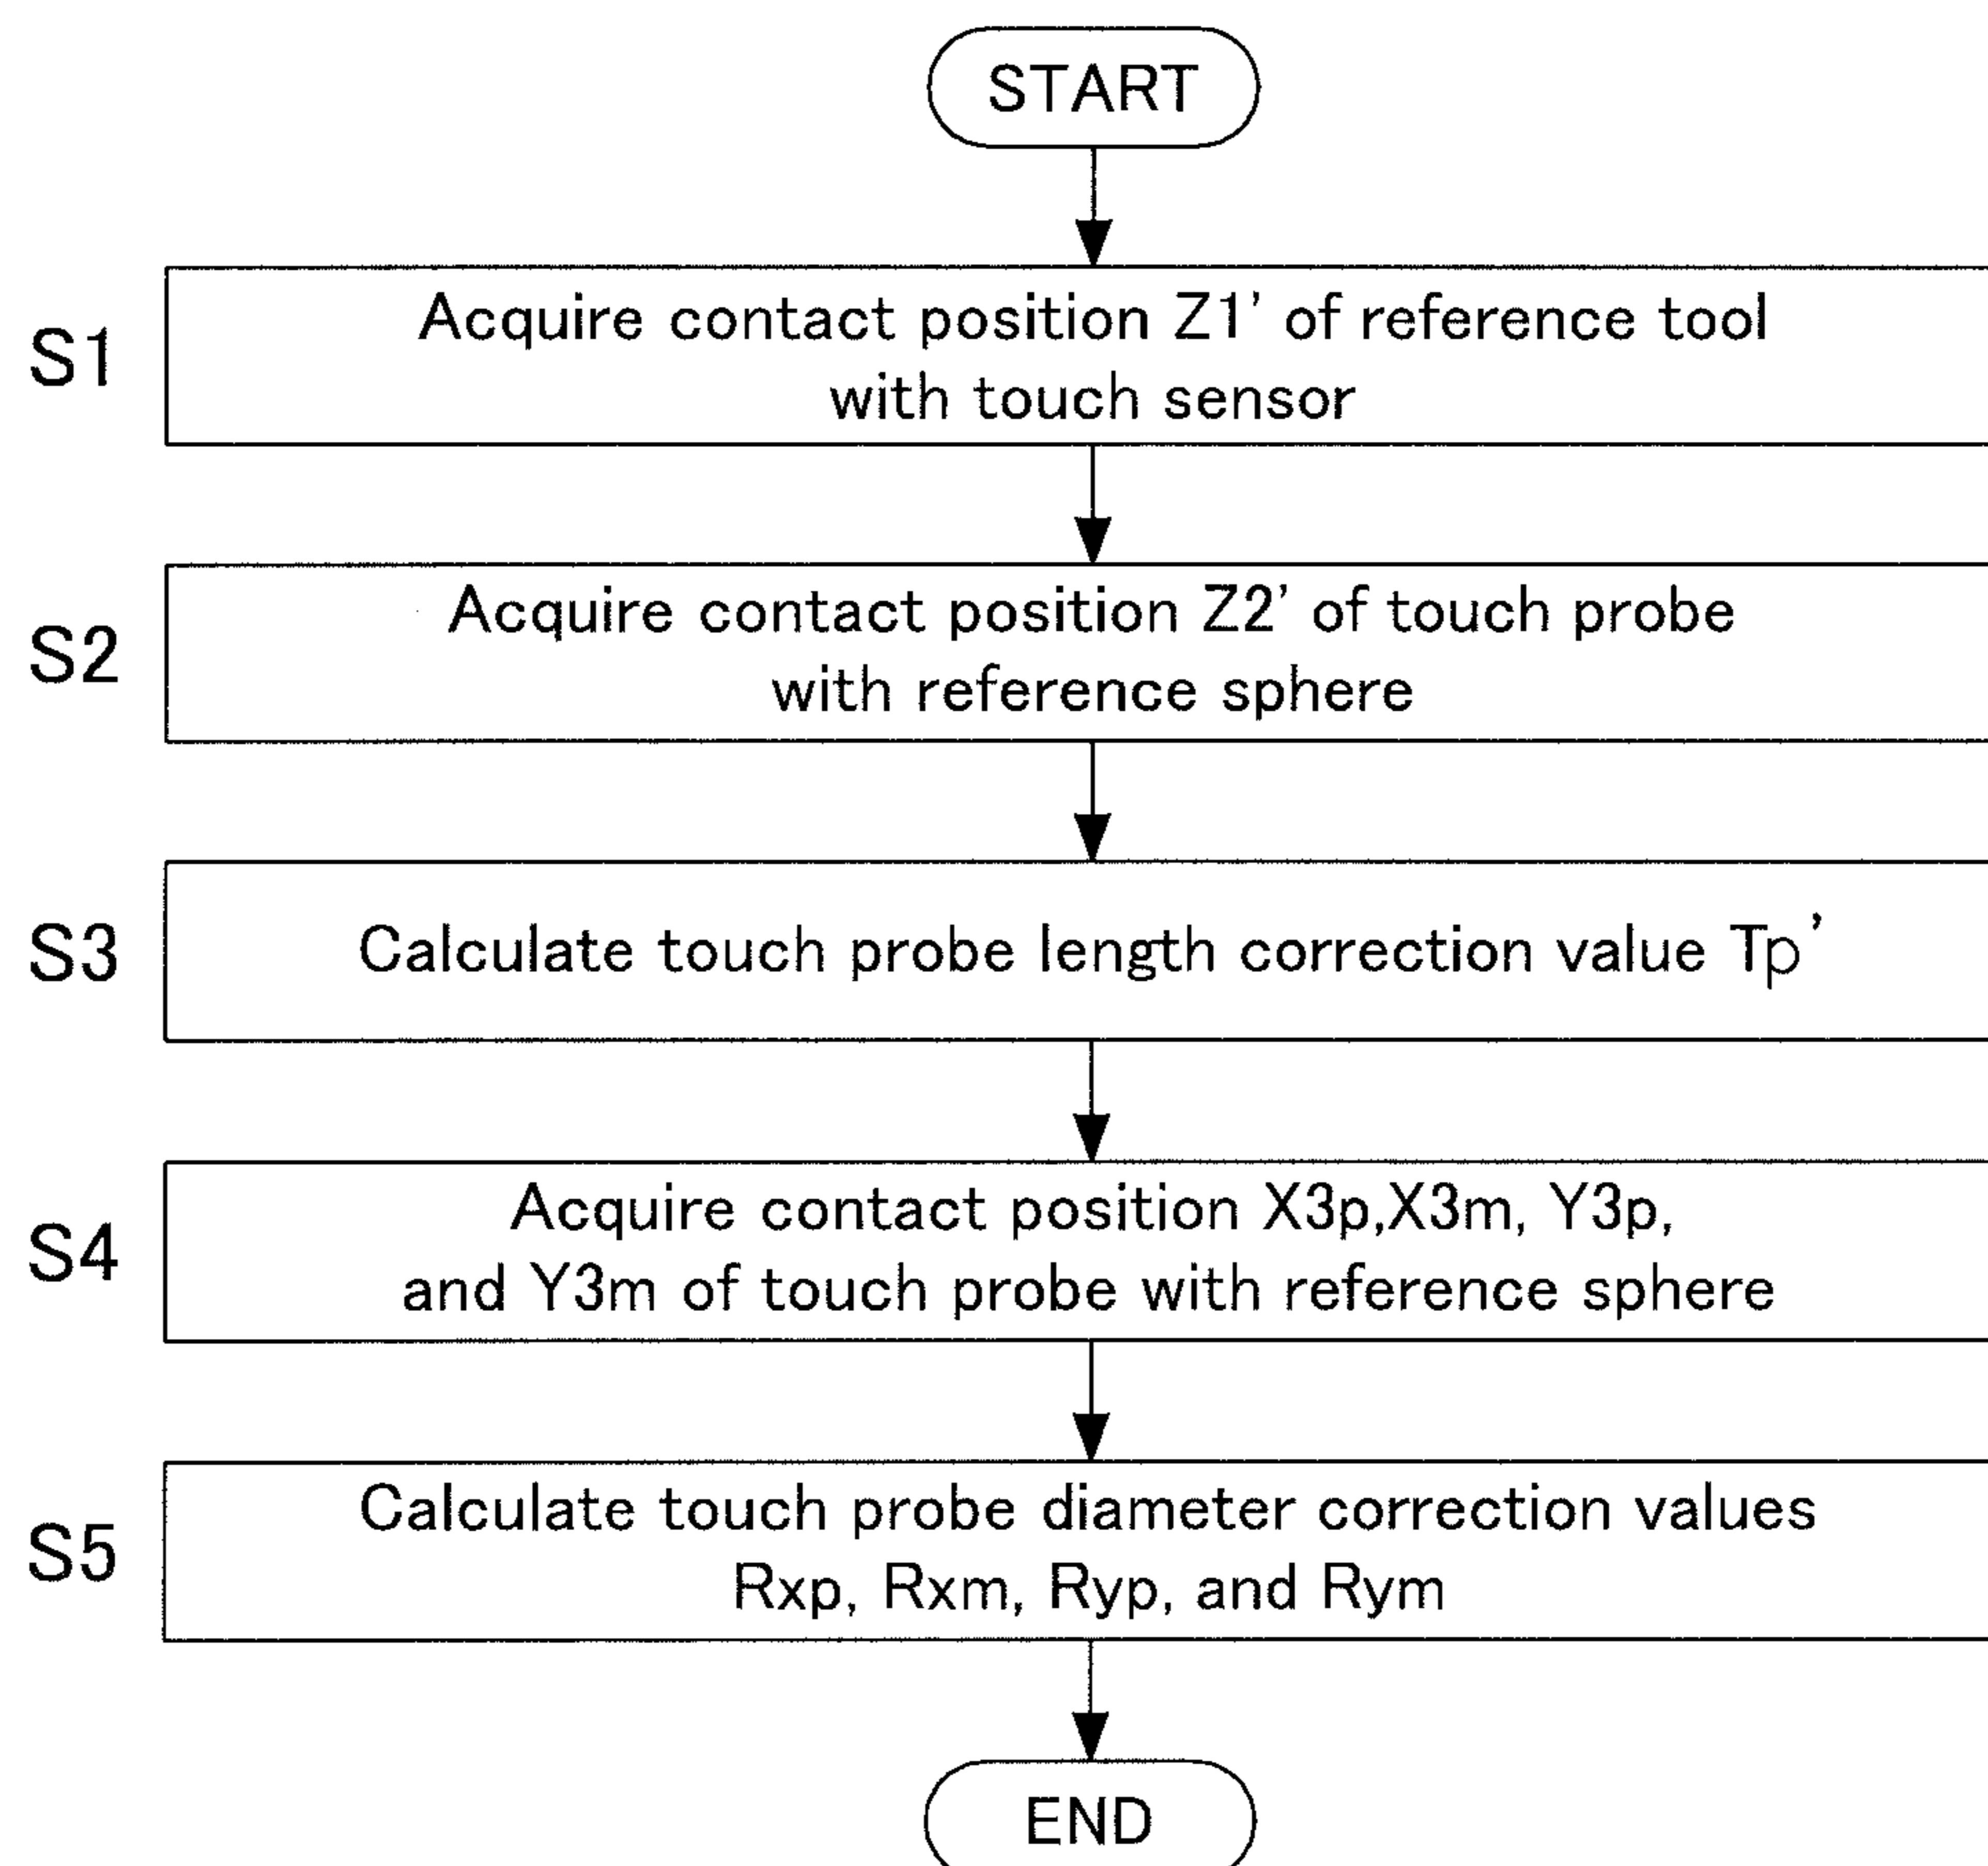 START
S1
Acquire contact position Z1' of reference tool
with touch sensor
S2
Acquire contact position Z2' of touch probe
with reference sphere
S3
Calculate touch probe length correction value Tp'
S4
Acquire contact position X3p,X3m, Y3p,
and Y3m of touch probe with reference sphere
S5
Calculate touch probe diameter correction values
Rxp, Rxm, Ryp, and Rym
END